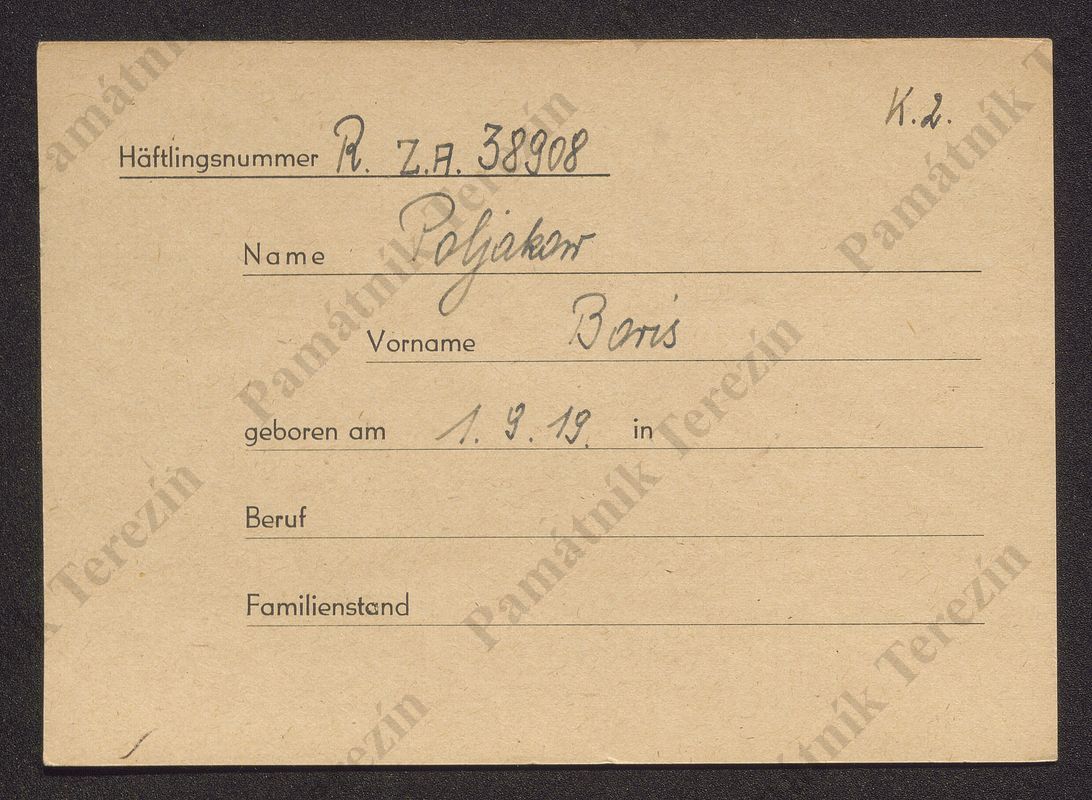 K.2.
Häftlingsnummer R. Z.A. 38908
Name Poljakow
Vorname Boris
geboren am 1. 9. 19. in
Beruf
Familienstand
Památník Terezín